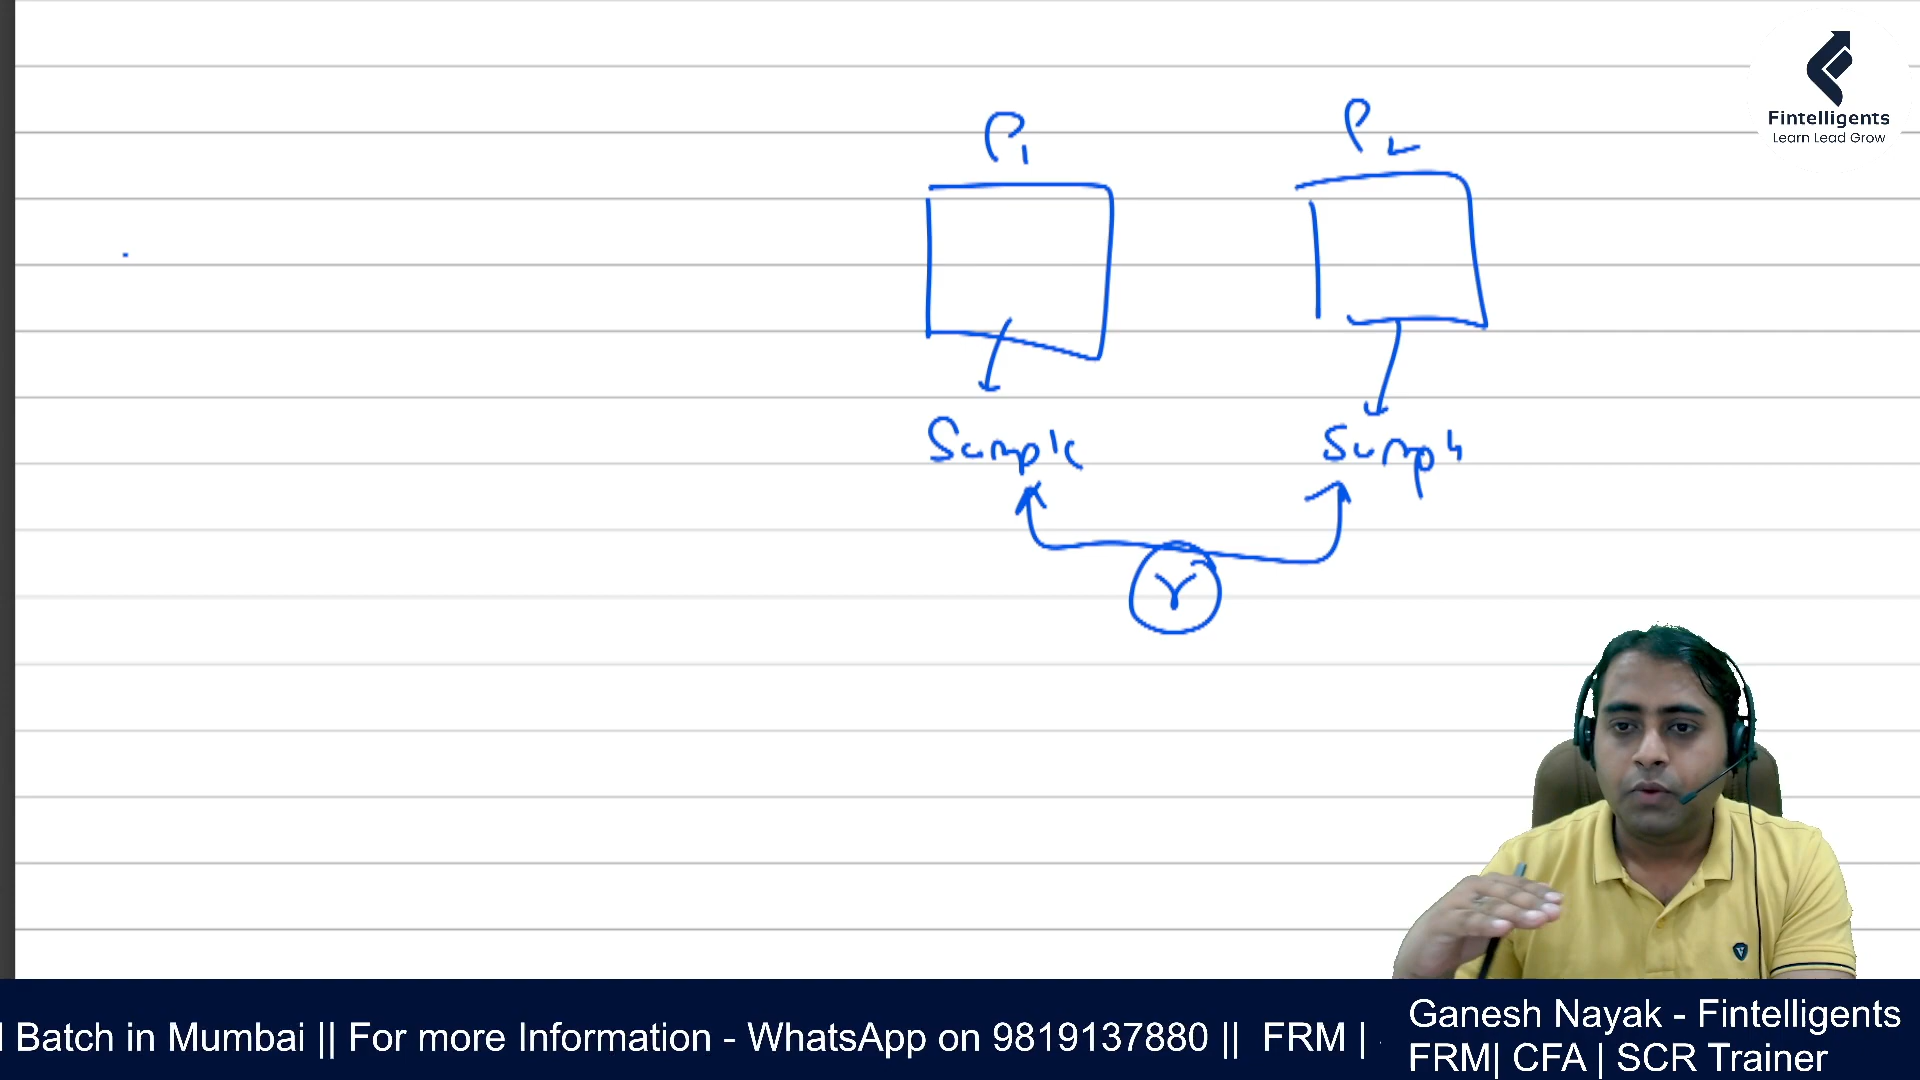 Fintelligents
Learn Lead Grow
P1
P2
Sample
Sample
r
Batch in Mumbai || For more Information - WhatsApp on 9819137880 || FRM |
Ganesh Nayak - Fintelligents
FRM| CFA | SCR Trainer